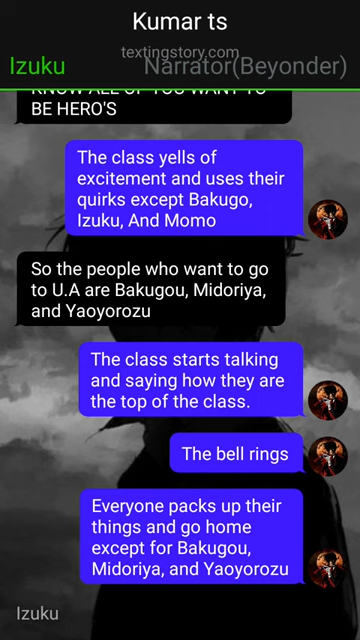 Kumar ts
textingstory.com
Izuku
Narrator(Beyonder)
KNOW ALL OF YOU WANT TO
BE HERO'S
The class yells of
excitement and uses their
quirks except Bakugo,
Izuku, And Momo
So the people who want to go
to U.A are Bakugou, Midoriya,
and Yaoyorozu
The class starts talking
and saying how they are
the top of the class.
The bell rings
Everyone packs up their
things and go home
except for Bakugou,
Midoriya, and Yaoyorozu
Izuku